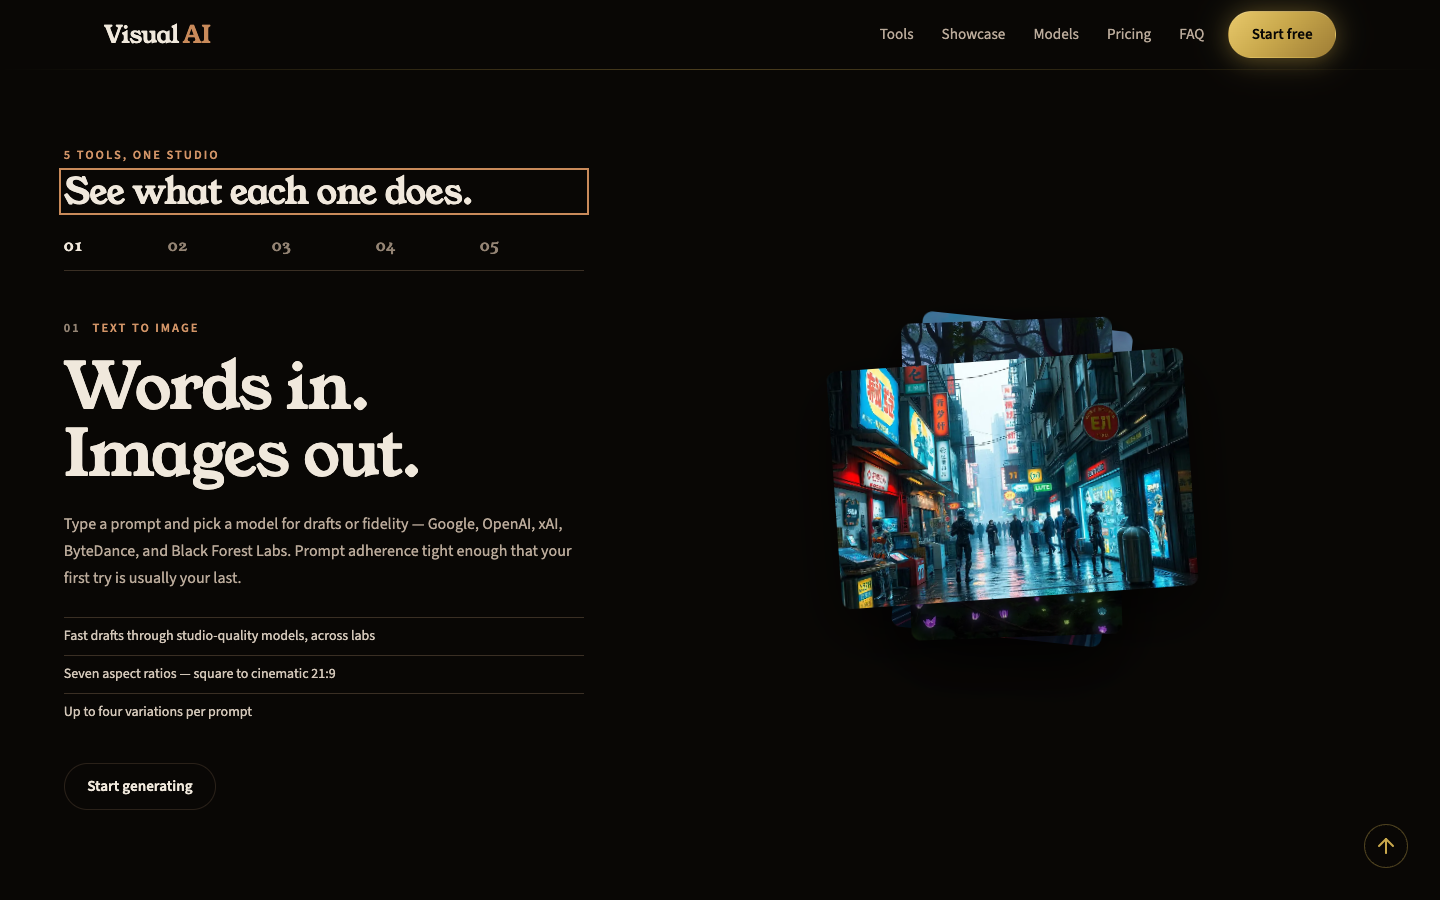 Visual AI
Tools Showcase Models Pricing FAQ Start free
5 TOOLS, ONE STUDIO
See what each one does.
01 02 03 04 05
01 TEXT TO IMAGE
Words in.
Images out.
Type a prompt and pick a model for drafts or fidelity — Google, OpenAI, xAI,
ByteDance, and Black Forest Labs. Prompt adherence tight enough that your
first try is usually your last.
Fast drafts through studio-quality models, across labs
Seven aspect ratios — square to cinematic 21:9
Up to four variations per prompt
Start generating